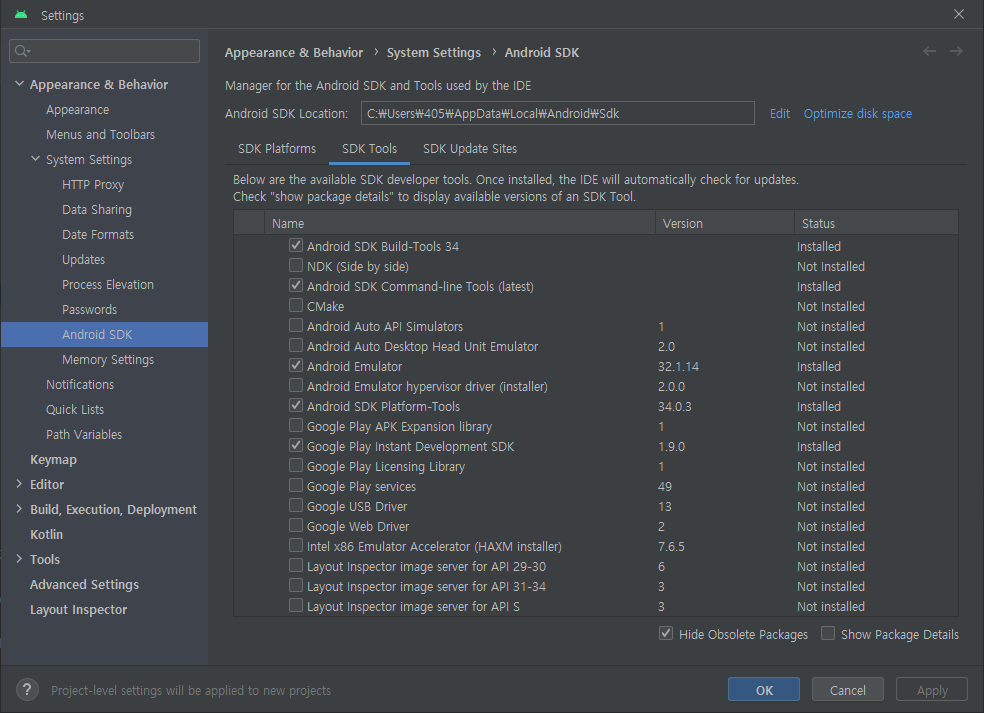 Settings
Appearance & Behavior
Appearance
Menus and Toolbars
System Settings
HTTP Proxy
Data Sharing
Date Formats
Updates
Process Elevation
Passwords
Android SDK
Memory Settings
Notifications
Quick Lists
Path Variables
Keymap
Editor
Build, Execution, Deployment
Kotlin
Tools
Advanced Settings
Layout Inspector
Appearance & Behavior › System Settings › Android SDK
Manager for the Android SDK and Tools used by the IDE
Android SDK Location: C:₩Users₩405₩AppData₩Local₩Android₩Sdk Edit Optimize disk space
SDK Platforms SDK Tools SDK Update Sites
Below are the available SDK developer tools. Once installed, the IDE will automatically check for updates.
Check "show package details" to display available versions of an SDK Tool.
Name Version Status
Android SDK Build-Tools 34 Installed
NDK (Side by side) Not Installed
Android SDK Command-line Tools (latest) Installed
CMake Not Installed
Android Auto API Simulators 1 Not installed
Android Auto Desktop Head Unit Emulator 2.0 Not installed
Android Emulator 32.1.14 Installed
Android Emulator hypervisor driver (installer) 2.0.0 Not installed
Android SDK Platform-Tools 34.0.3 Installed
Google Play APK Expansion library 1 Not installed
Google Play Instant Development SDK 1.9.0 Installed
Google Play Licensing Library 1 Not installed
Google Play services 49 Not installed
Google USB Driver 13 Not installed
Google Web Driver 2 Not installed
Intel x86 Emulator Accelerator (HAXM installer) 7.6.5 Not installed
Layout Inspector image server for API 29-30 6 Not installed
Layout Inspector image server for API 31-34 3 Not installed
Layout Inspector image server for API S 3 Not installed
Hide Obsolete Packages Show Package Details
? Project-level settings will be applied to new projects
OK Cancel Apply